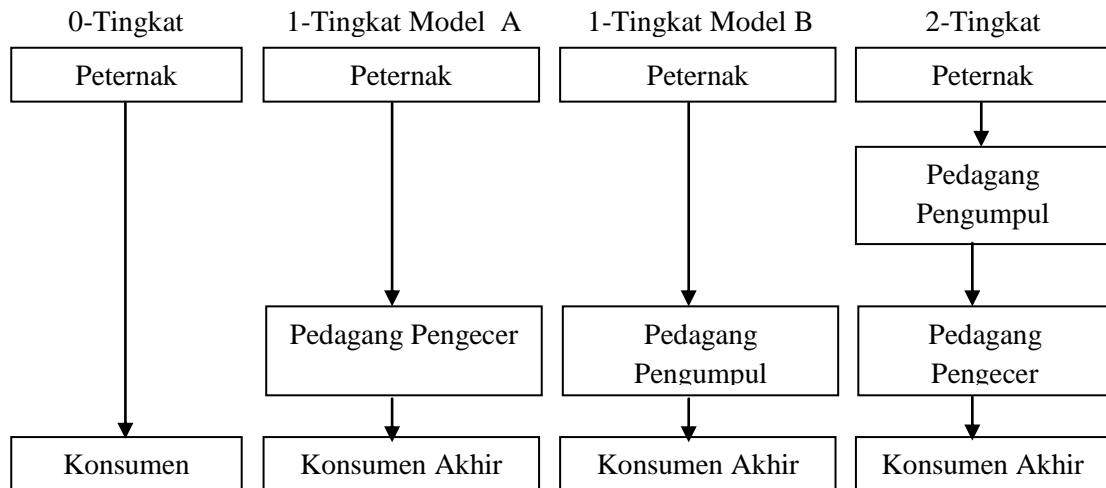 0-Tingkat
1-Tingkat Model A
1-Tingkat Model B
2-Tingkat
Peternak
Peternak
Peternak
Peternak
Pedagang
Pengumpul
Pedagang Pengecer
Pedagang
Pengumpul
Pedagang
Pengecer
Konsumen
Konsumen Akhir
Konsumen Akhir
Konsumen Akhir